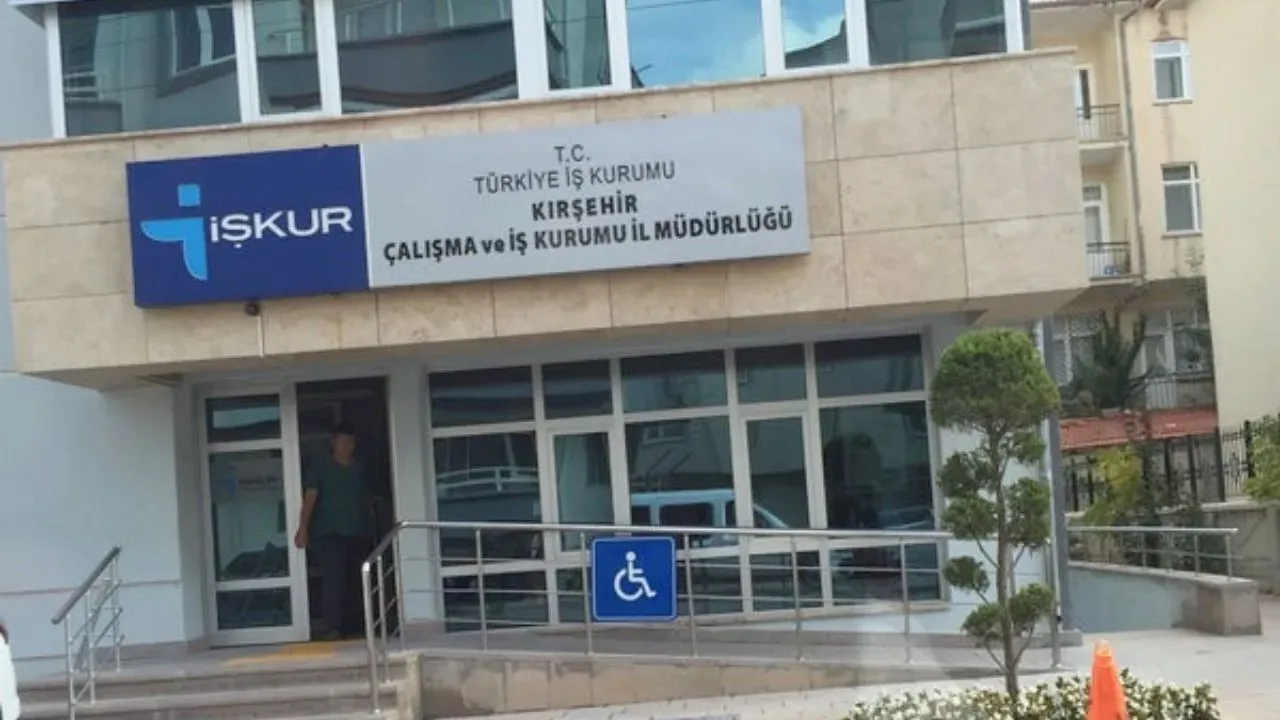 İŞKUR
T.C.
TÜRKİYE İŞ KURUMU
KIRŞEHİR
ÇALIŞMA ve İŞ KURUMU İL MÜDÜRLÜĞÜ